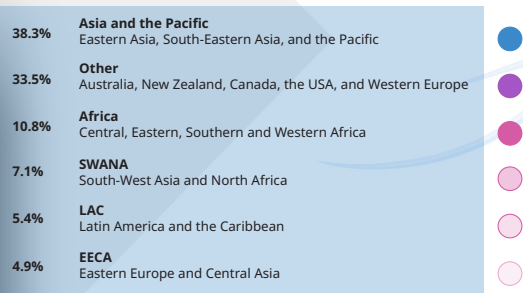 38.3%
Asia and the Pacific
Eastern Asia, South-Eastern Asia, and the Pacific
33.5%
Other
Australia, New Zealand, Canada, the USA, and Western Europe
10.8%
Africa
Central, Eastern, Southern and Western Africa
7.1%
SWANA
South-West Asia and North Africa
5.4%
LAC
Latin America and the Caribbean
4.9%
EECA
Eastern Europe and Central Asia